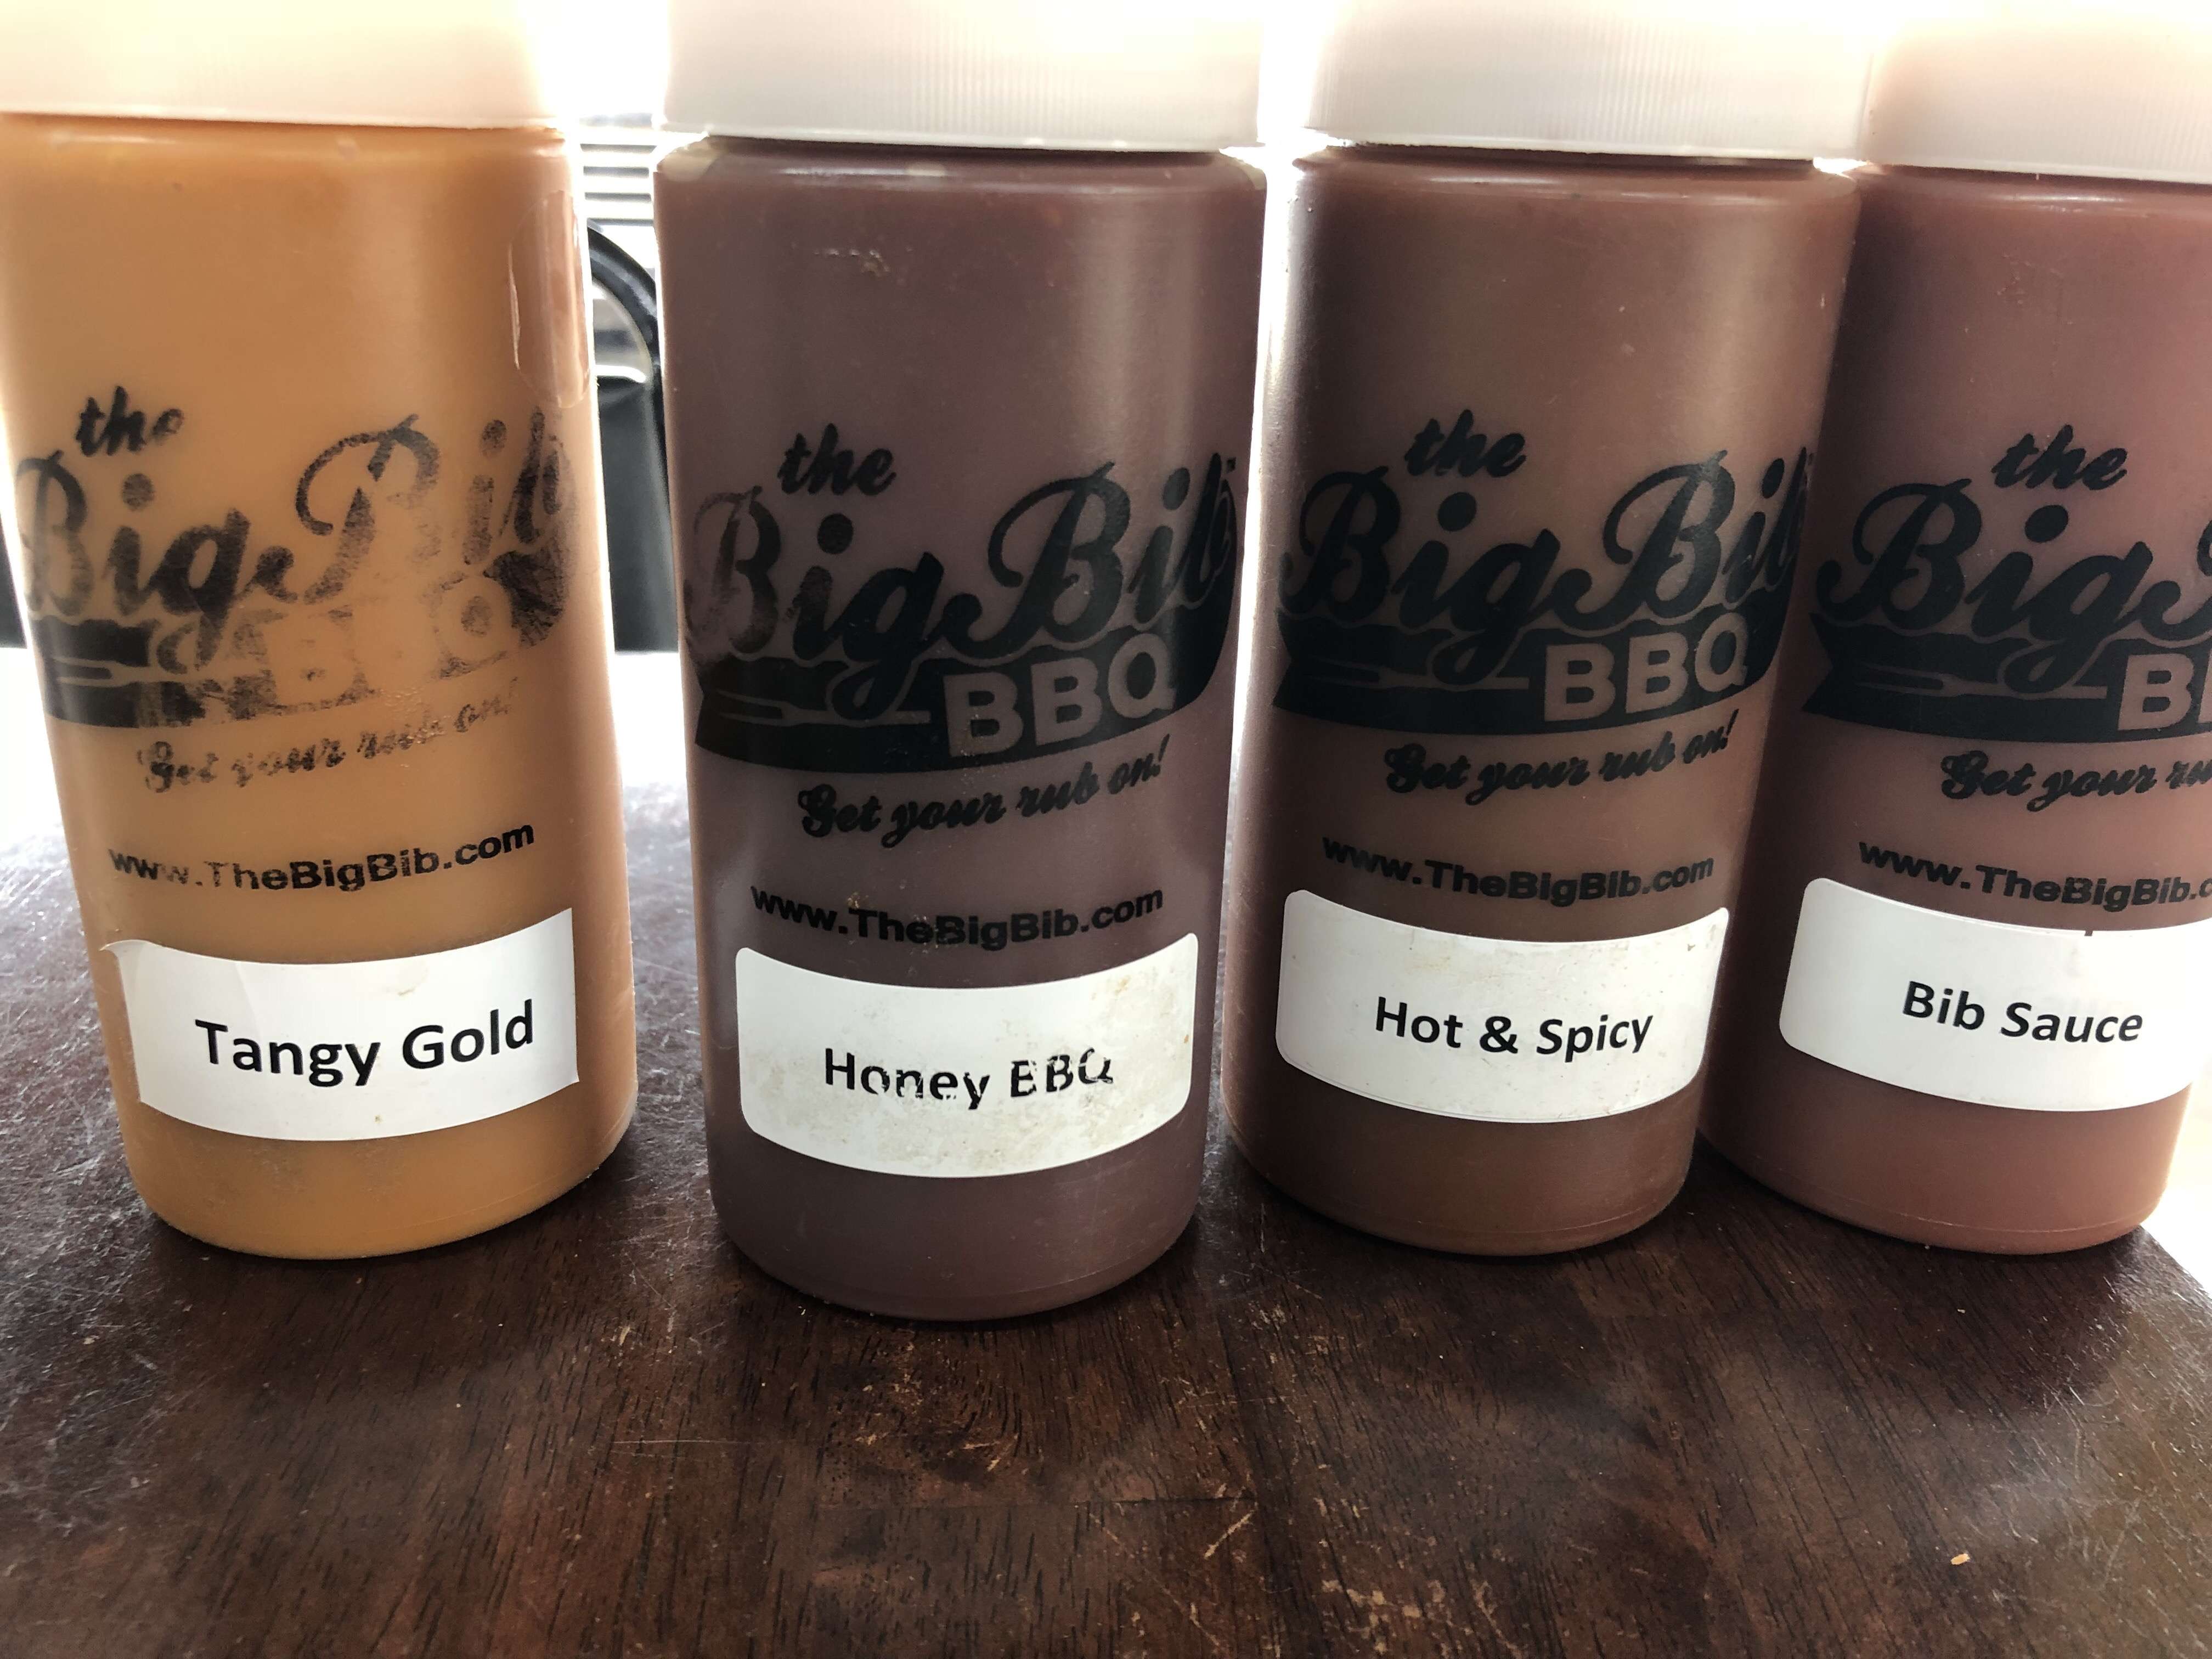 the
Big Bib
BBQ
Get your rub on!
www.TheBigBib.com
Tangy Gold
the
Big Bib
BBQ
Get your rub on!
www.TheBigBib.com
Honey BBQ
the
Big Bib
BBQ
Get your rub on!
www.TheBigBib.com
Hot & Spicy
the
Big
Get your
www.TheBigBib.c
Bib Sauce